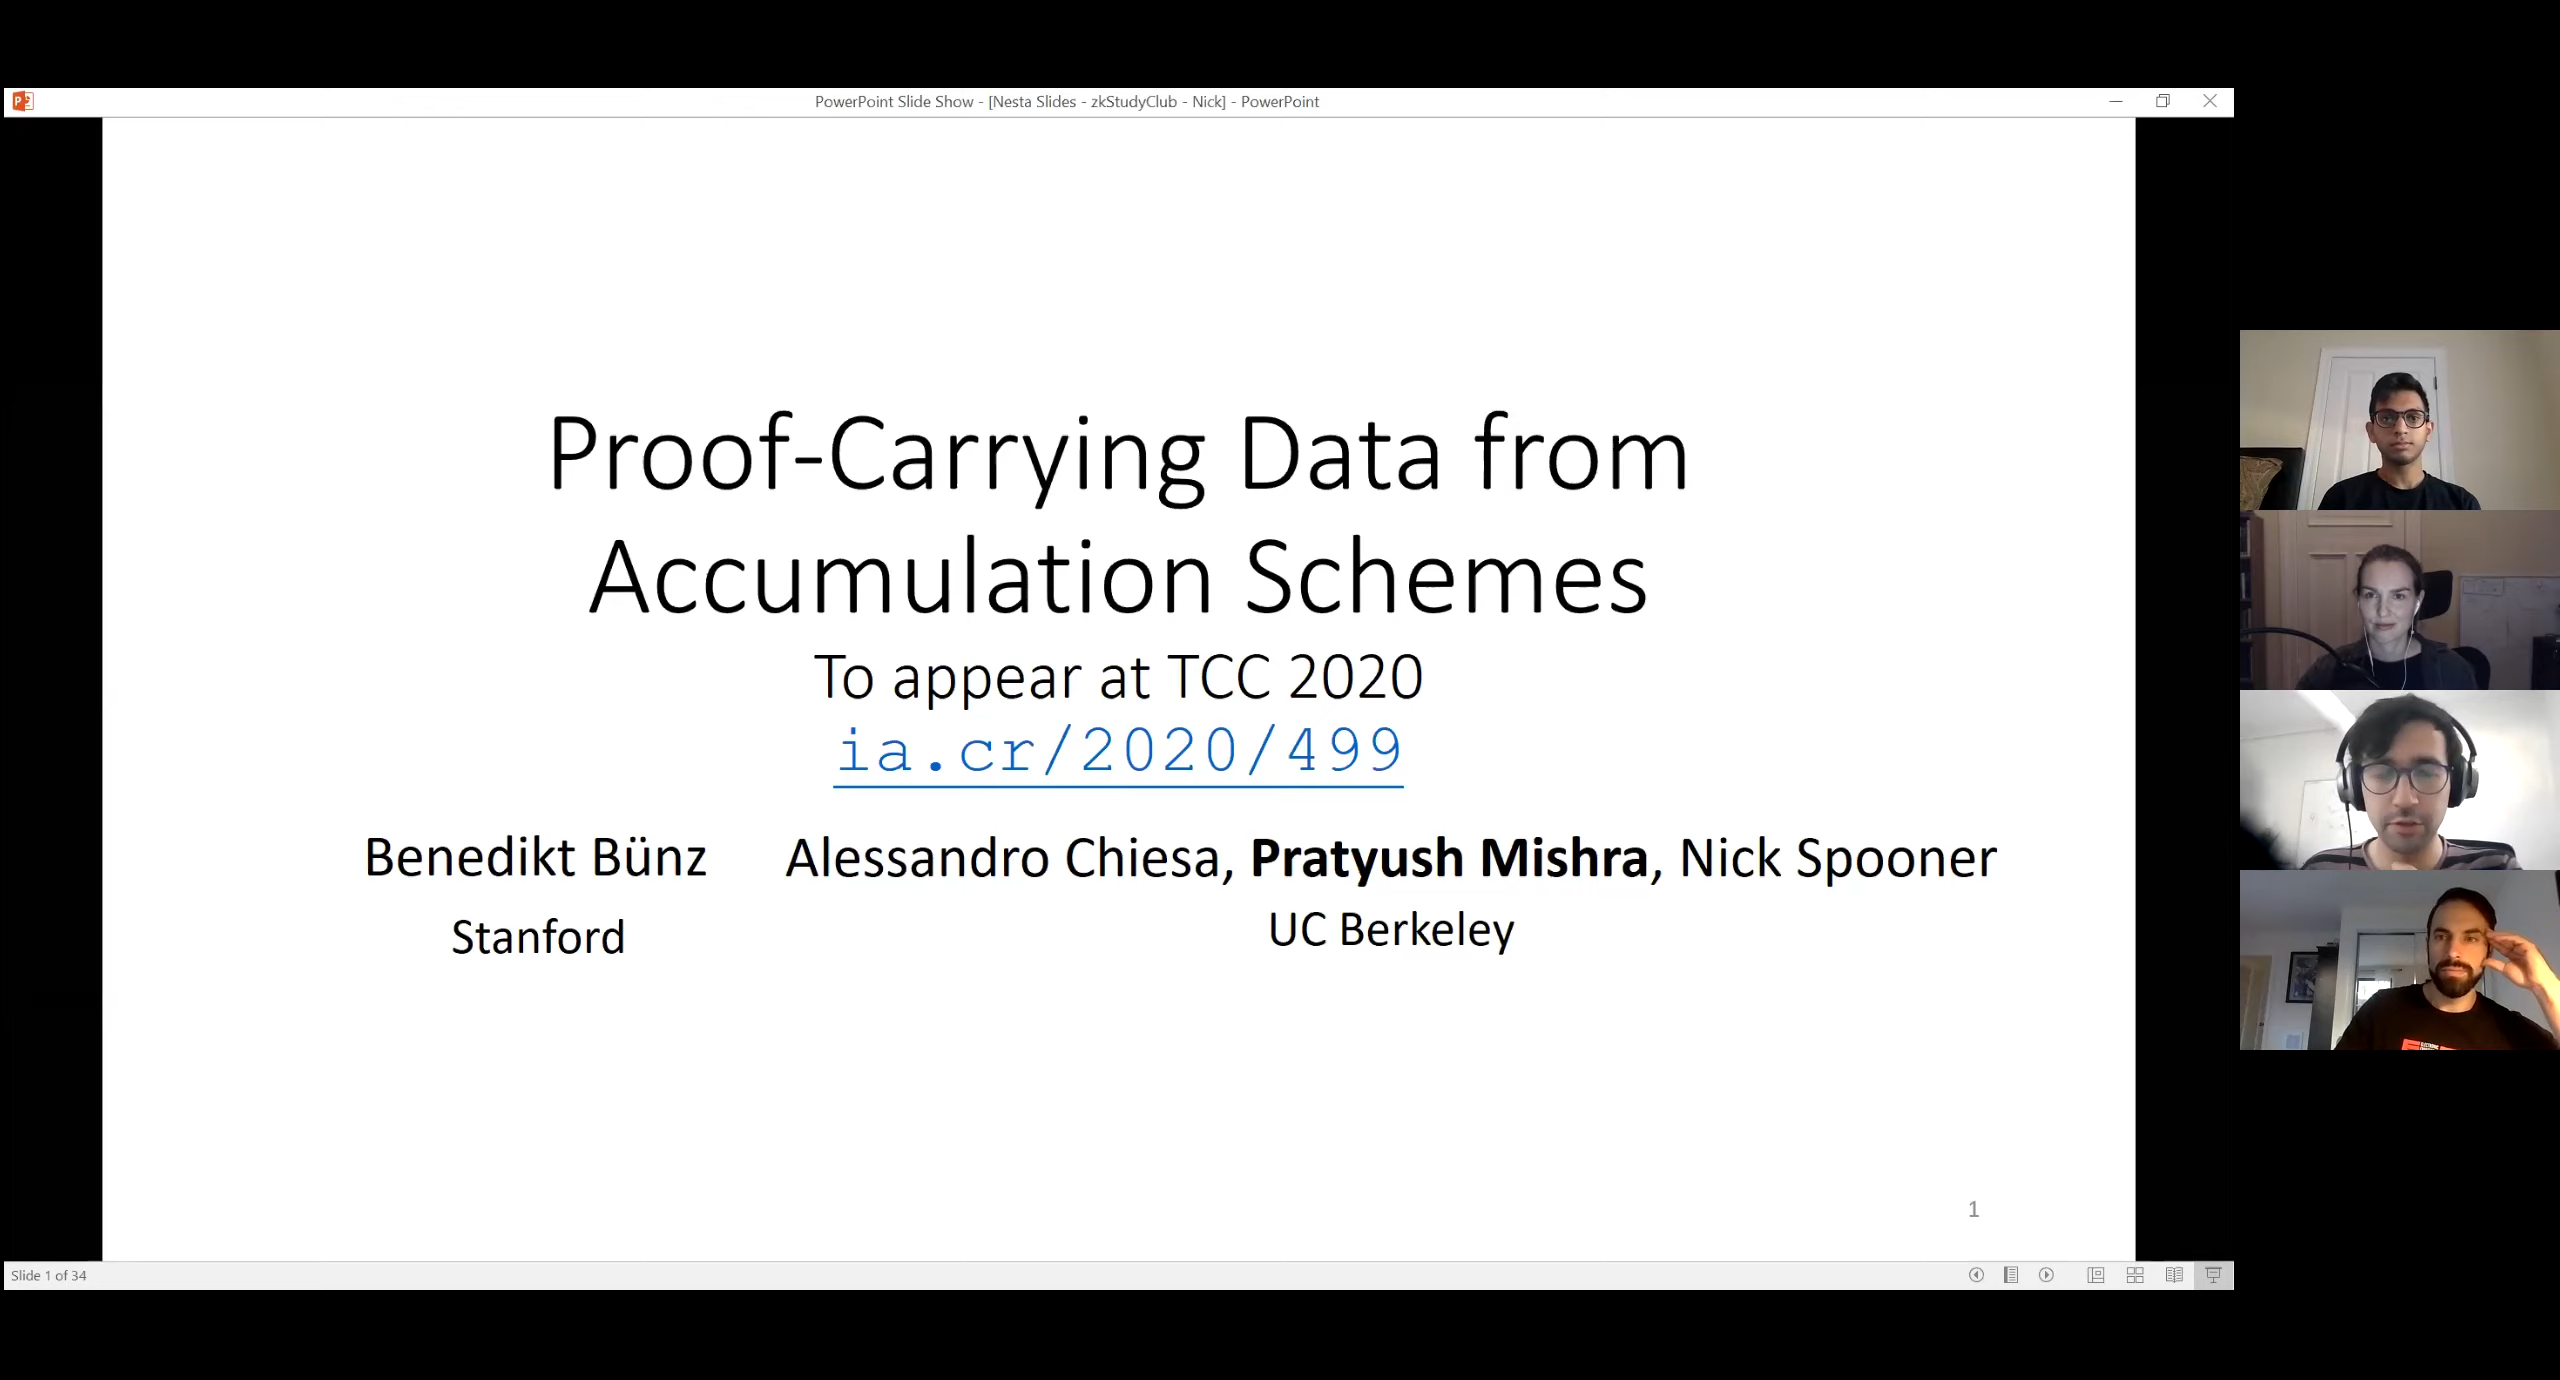 PowerPoint Slide Show - [Nesta Slides - zkStudyClub - Nick] - PowerPoint
Proof-Carrying Data from
Accumulation Schemes
To appear at TCC 2020
ia.cr/2020/499
Benedikt Bünz Alessandro Chiesa, Pratyush Mishra, Nick Spooner
Stanford UC Berkeley
1
Slide 1 of 34